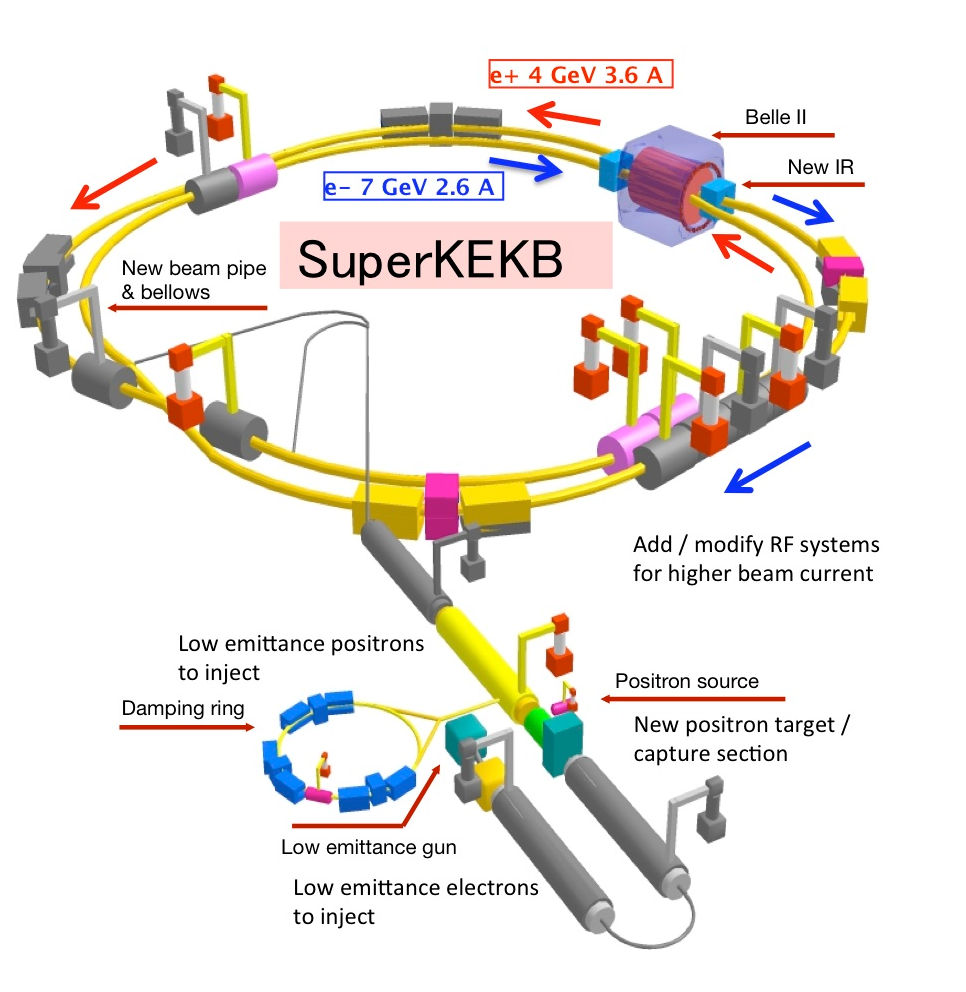 e+ 4 GeV 3.6 A
Belle II
New IR
e− 7 GeV 2.6 A
SuperKEKB
New beam pipe
& bellows
Add / modify RF systems
for higher beam current
Low emittance positrons
to inject
Positron source
Damping ring
New positron target /
capture section
Low emittance gun
Low emittance electrons
to inject